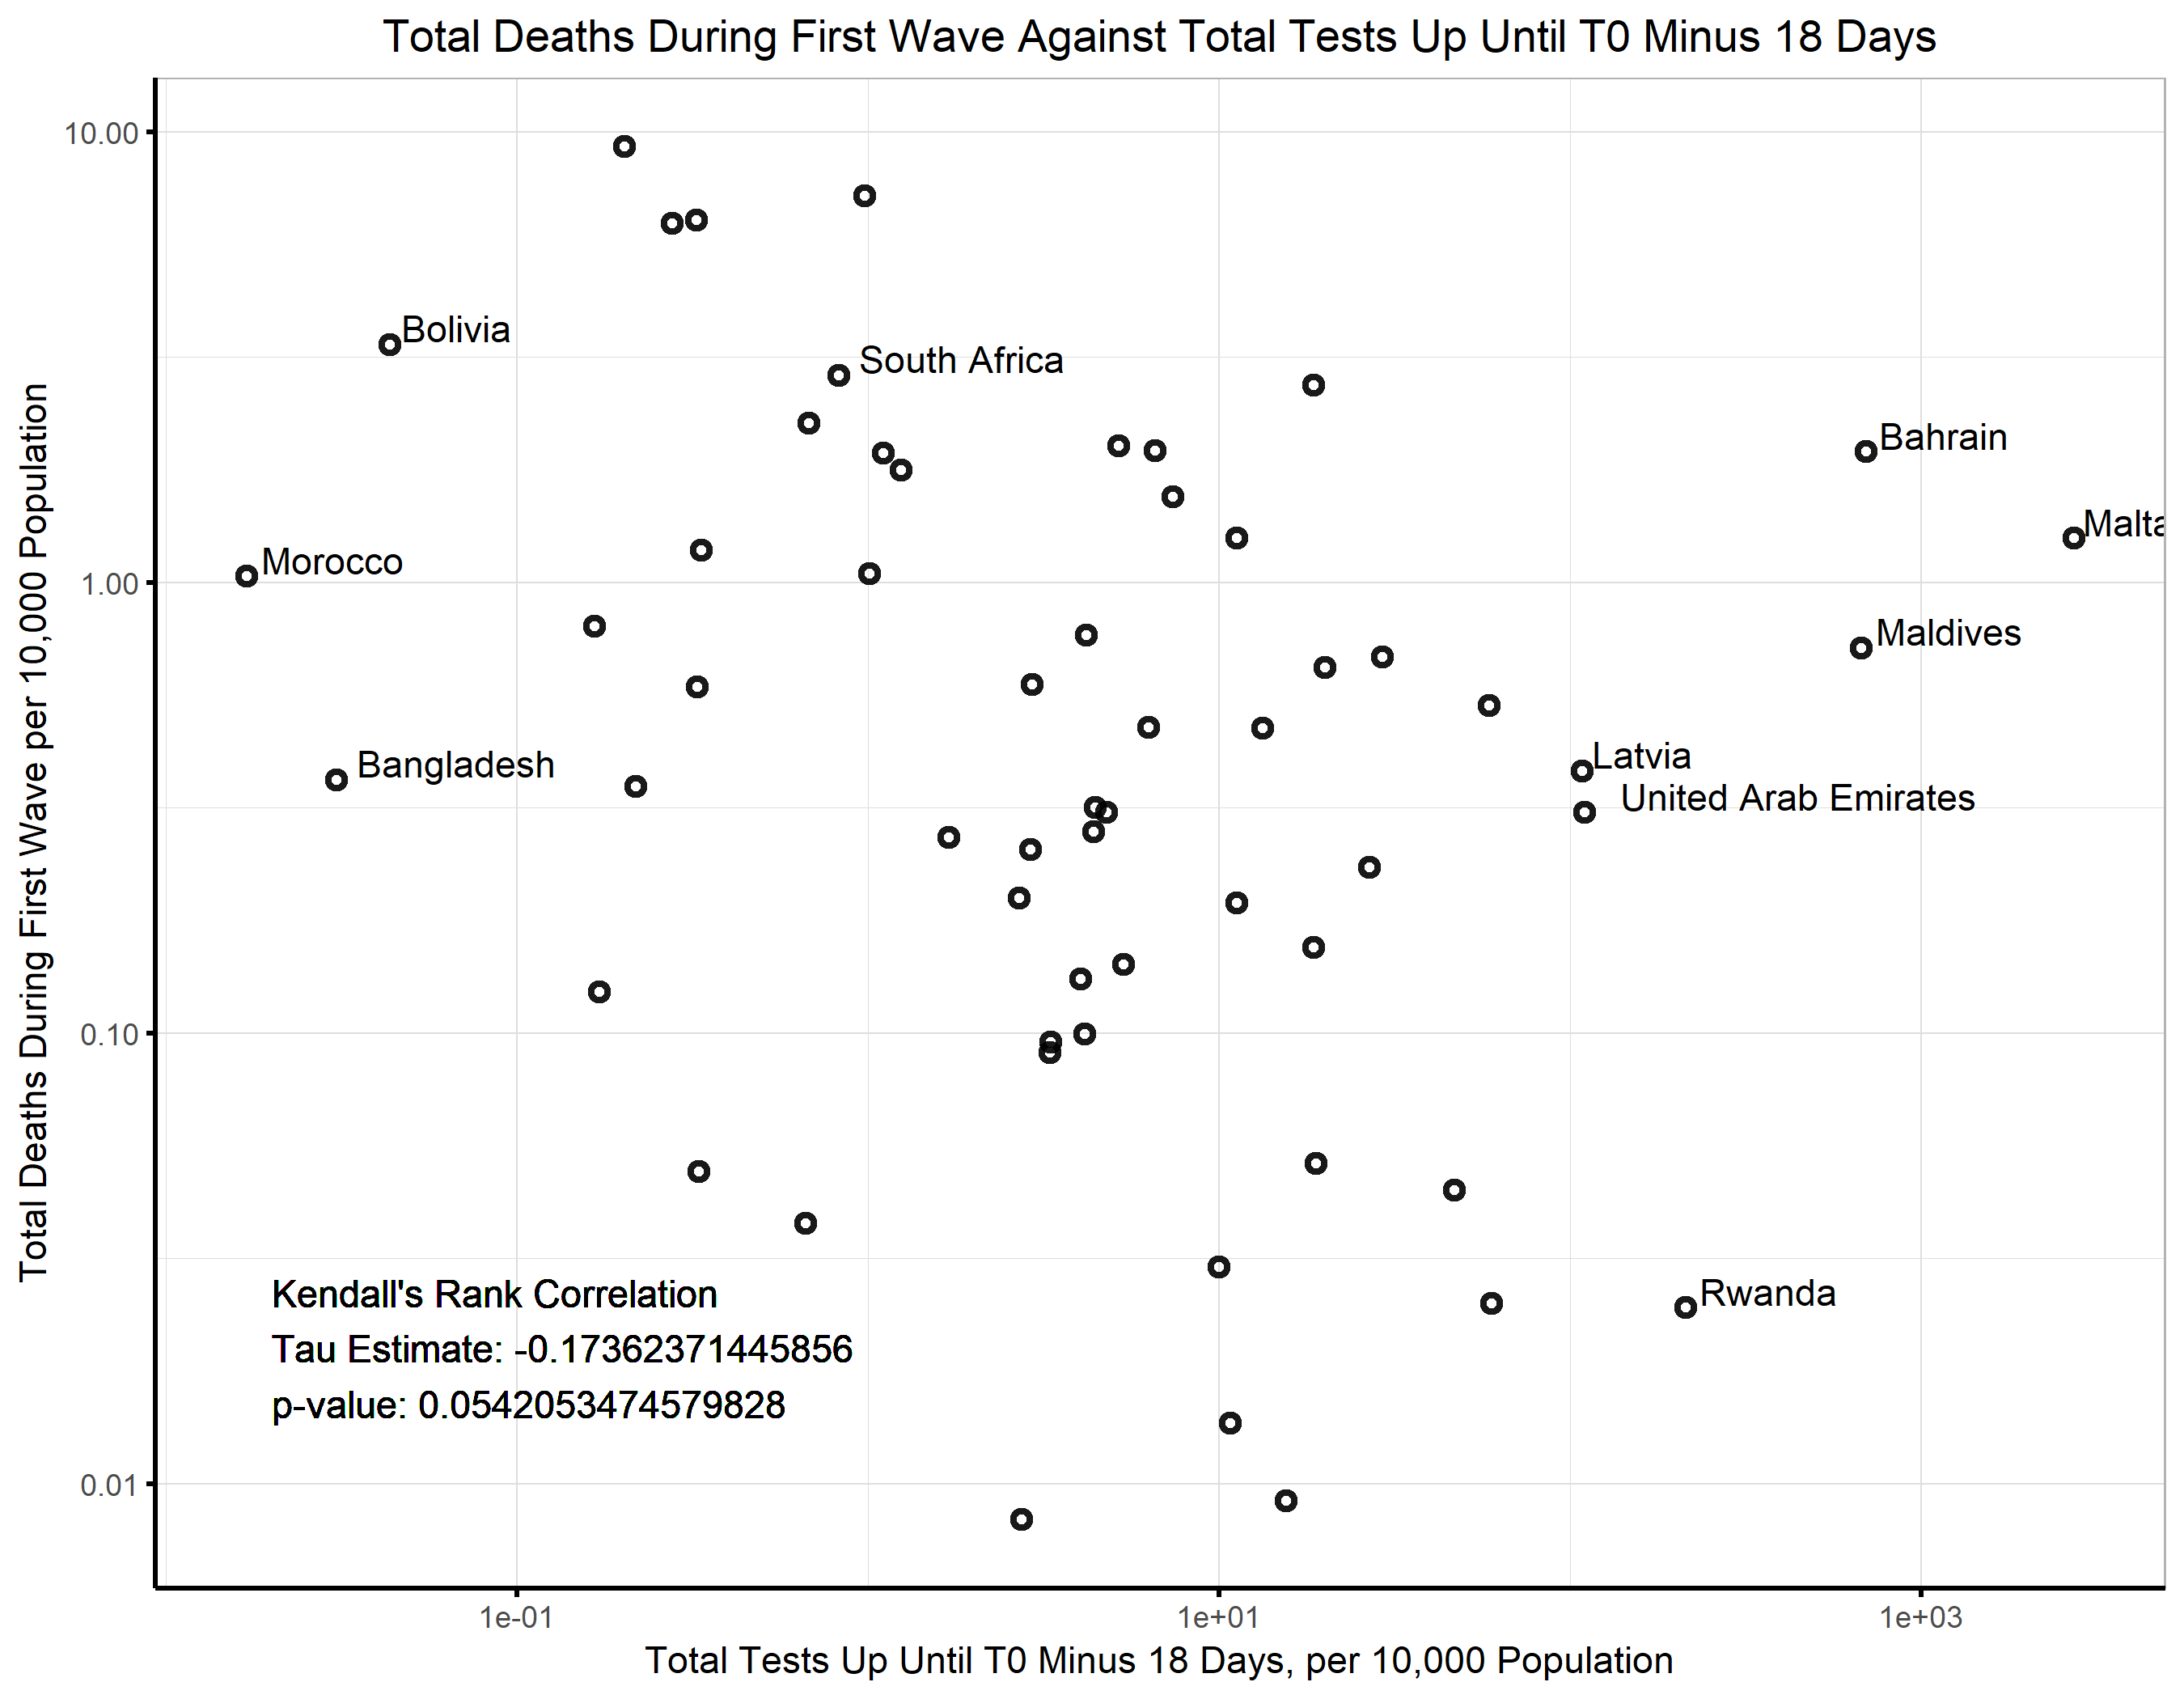 Total Deaths During First Wave Against Total Tests Up Until T0 Minus 18 Days
Total Deaths During First Wave per 10,000 Population
10.00
1.00
0.10
0.01
Bolivia
South Africa
Bahrain
Malta
Morocco
Maldives
Bangladesh
Latvia
United Arab Emirates
Rwanda
Kendall's Rank Correlation
Tau Estimate: -0.17362371445856
p-value: 0.0542053474579828
1e-01
1e+01
1e+03
Total Tests Up Until T0 Minus 18 Days, per 10,000 Population